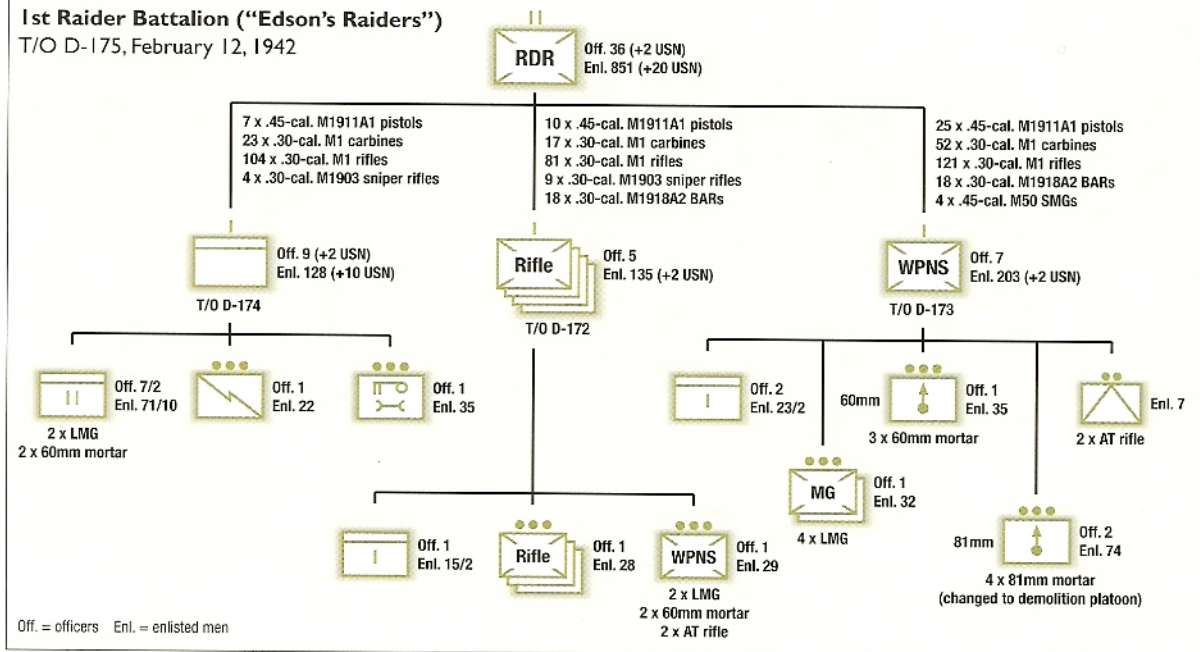 1st Raider Battalion (“Edson’s Raiders”)
T/O D-175, February 12, 1942
II
RDR
Off. 36 (+2 USN)
Enl. 851 (+20 USN)
7 x .45-cal. M1911A1 pistols
23 x .30-cal. M1 carbines
104 x .30-cal. M1 rifles
4 x .30-cal. M1903 sniper rifles
10 x .45-cal. M1911A1 pistols
17 x .30-cal. M1 carbines
81 x .30-cal. M1 rifles
9 x .30-cal. M1903 sniper rifles
18 x .30-cal. M1918A2 BARs
25 x .45-cal. M1911A1 pistols
52 x .30-cal. M1 carbines
121 x .30-cal. M1 rifles
18 x .30-cal. M1918A2 BARs
4 x .45-cal. M50 SMGs
I
Off. 9 (+2 USN)
Enl. 128 (+10 USN)
T/O D-174
I
Rifle
Off. 5
Enl. 135 (+2 USN)
T/O D-172
I
WPNS
Off. 7
Enl. 203 (+2 USN)
T/O D-173
II
Off. 7/2
Enl. 71/10
2 x LMG
2 x 60mm mortar
Off. 1
Enl. 22
Off. 1
Enl. 35
I
Off. 2
Enl. 23/2
60mm
Off. 1
Enl. 35
3 x 60mm mortar
Enl. 7
2 x AT rifle
MG
Off. 1
Enl. 32
4 x LMG
81mm
Off. 2
Enl. 74
4 x 81mm mortar
(changed to demolition platoon)
I
Off. 1
Enl. 15/2
Rifle
Off. 1
Enl. 28
WPNS
Off. 1
Enl. 29
2 x LMG
2 x 60mm mortar
2 x AT rifle
Off. = officers Enl. = enlisted men